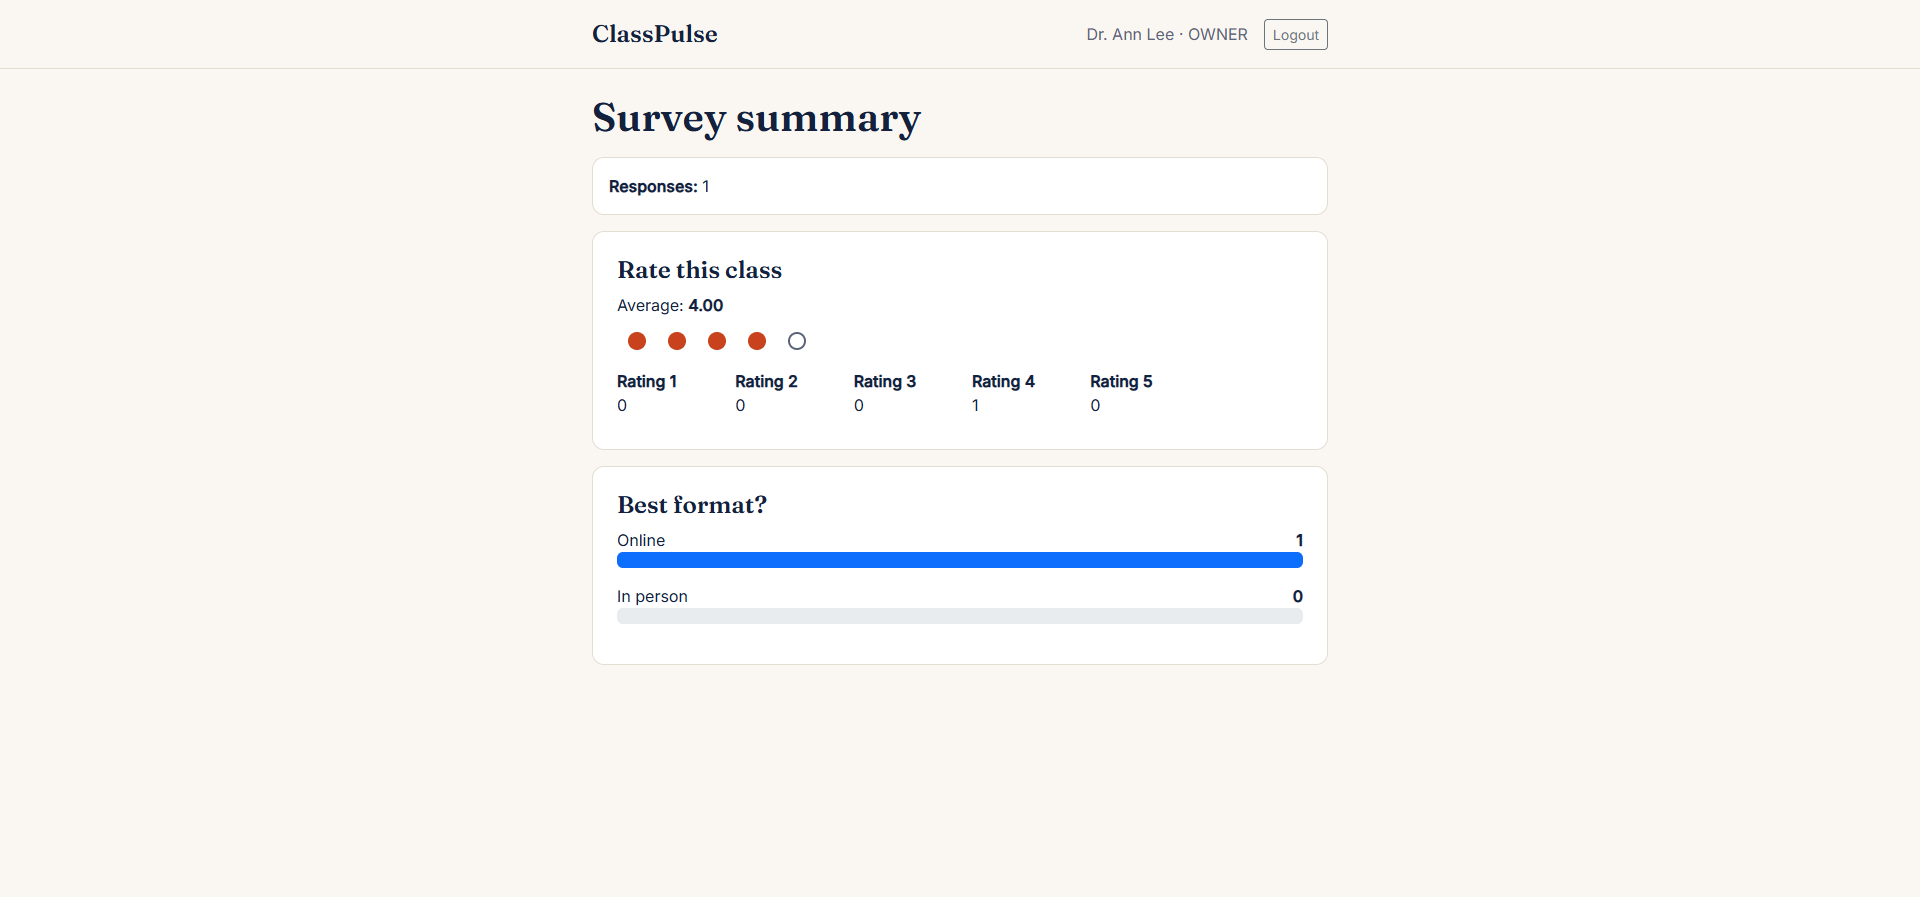 ClassPulse
Dr. Ann Lee · OWNER
Logout
Survey summary
Responses: 1
Rate this class
Average: 4.00
Rating 1 Rating 2 Rating 3 Rating 4 Rating 5
0 0 0 1 0
Best format?
Online 1
In person 0